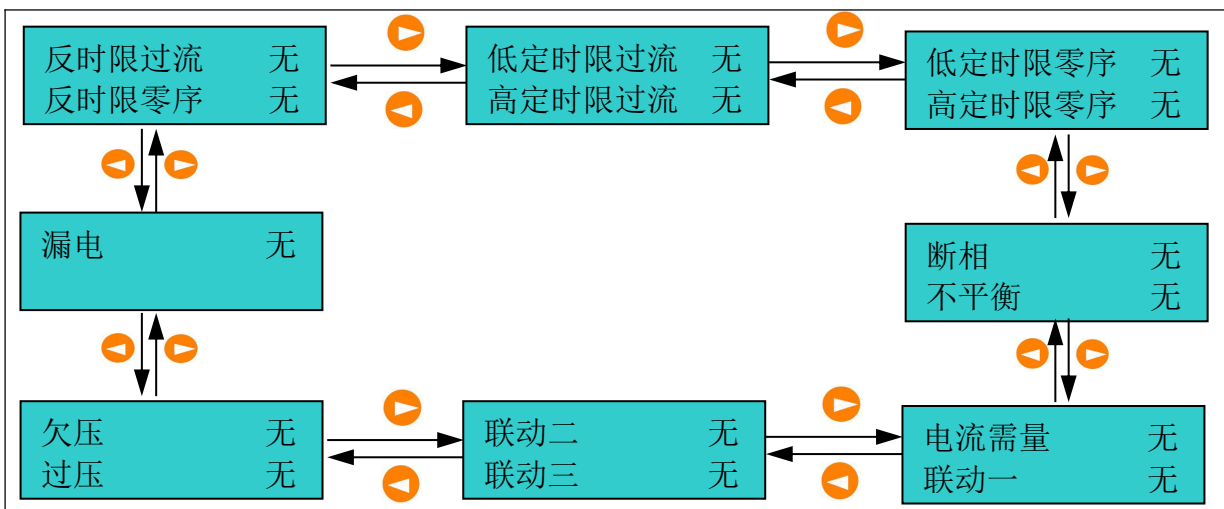 反时限过流 无
反时限零序 无
低定时限过流 无
高定时限过流 无
低定时限零序 无
高定时限零序 无
漏电 无
断相 无
不平衡 无
欠压 无
过压 无
联动二 无
联动三 无
电流需量 无
联动一 无